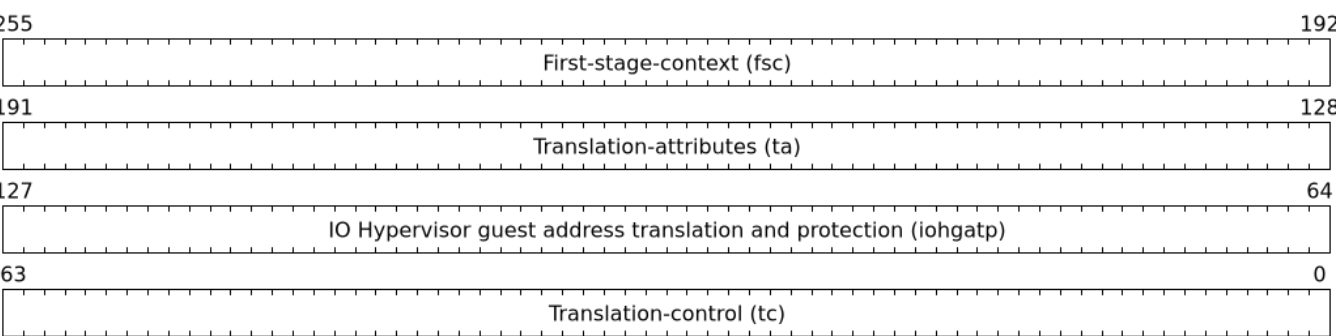 255 192
First-stage-context (fsc)
191 128
Translation-attributes (ta)
127 64
IO Hypervisor guest address translation and protection (iohgatp)
63 0
Translation-control (tc)